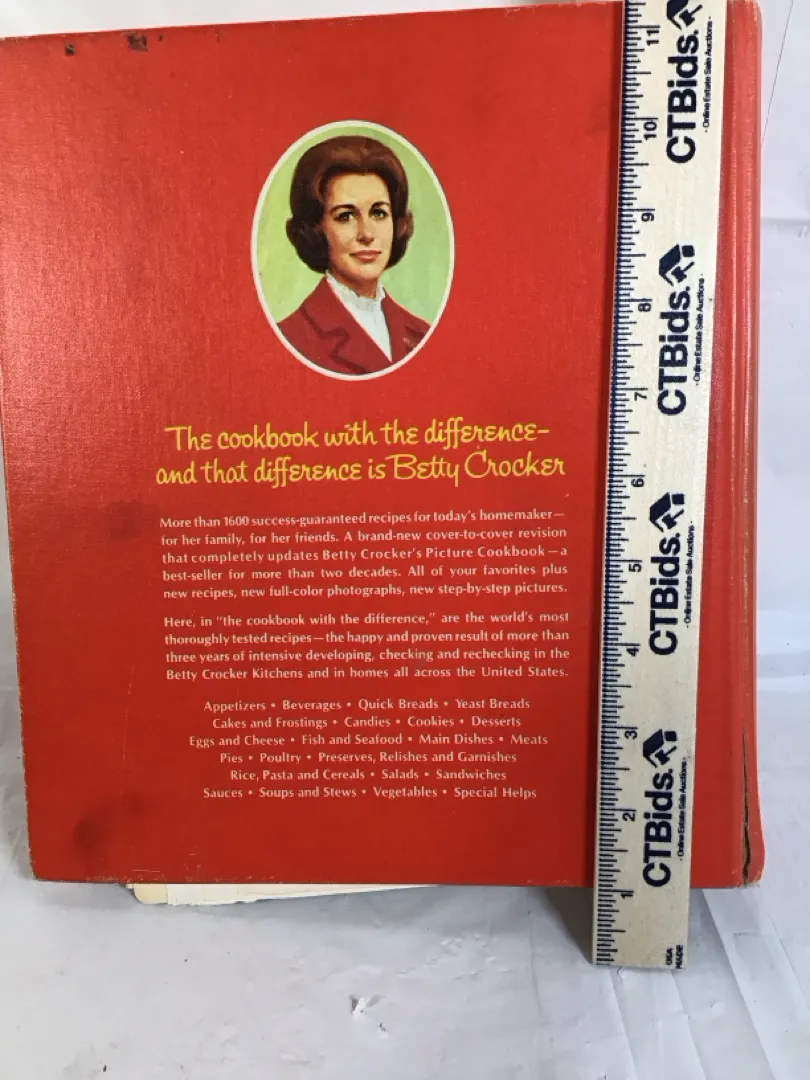 The cookbook with the difference–
and that difference is Betty Crocker
More than 1600 success-guaranteed recipes for today's homemaker—
for her family, for her friends. A brand-new cover-to-cover revision
that completely updates Betty Crocker's Picture Cookbook—a
best-seller for more than two decades. All of your favorites plus
new recipes, new full-color photographs, new step-by-step pictures.
Here, in "the cookbook with the difference," are the world's most
thoroughly tested recipes—the happy and proven result of more than
three years of intensive developing, checking and rechecking in the
Betty Crocker Kitchens and in homes all across the United States.
Appetizers • Beverages • Quick Breads • Yeast Breads
Cakes and Frostings • Candies • Cookies • Desserts
Eggs and Cheese • Fish and Seafood • Main Dishes • Meats
Pies • Poultry • Preserves, Relishes and Garnishes
Rice, Pasta and Cereals • Salads • Sandwiches
Sauces • Soups and Stews • Vegetables • Special Helps
11
10
9
8
7
6
5
4
3
2
1
CTBids.
- Online Estate Sale Auctions -
CTBids.
- Online Estate Sale Auctions -
CTBids.
- Online Estate Sale Auctions -
CTBids.
- Online Estate Sale Auctions -
USA
MADE